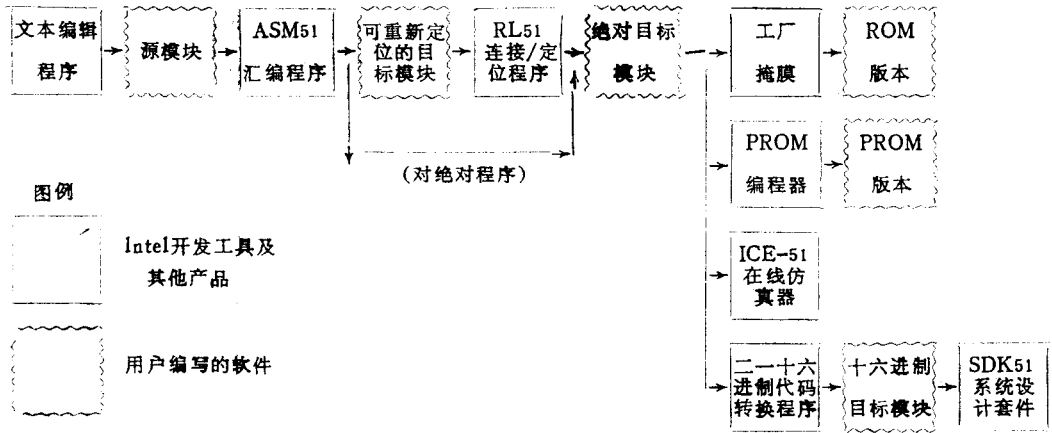 文本编辑
程序
源模块
ASM51
汇编程序
可重新定
位的目
标模块
RL51
连接/定
位程序
绝对目标
模块
工厂
掩膜
ROM
版本
(对绝对程序)
PROM
编程器
PROM
版本
图例
Intel开发工具及
其他产品
ICE-51
在线仿
真器
用户编写的软件
二一十六
进制代码
转换程序
十六进制
目标模块
SDK51
系统设
计套件